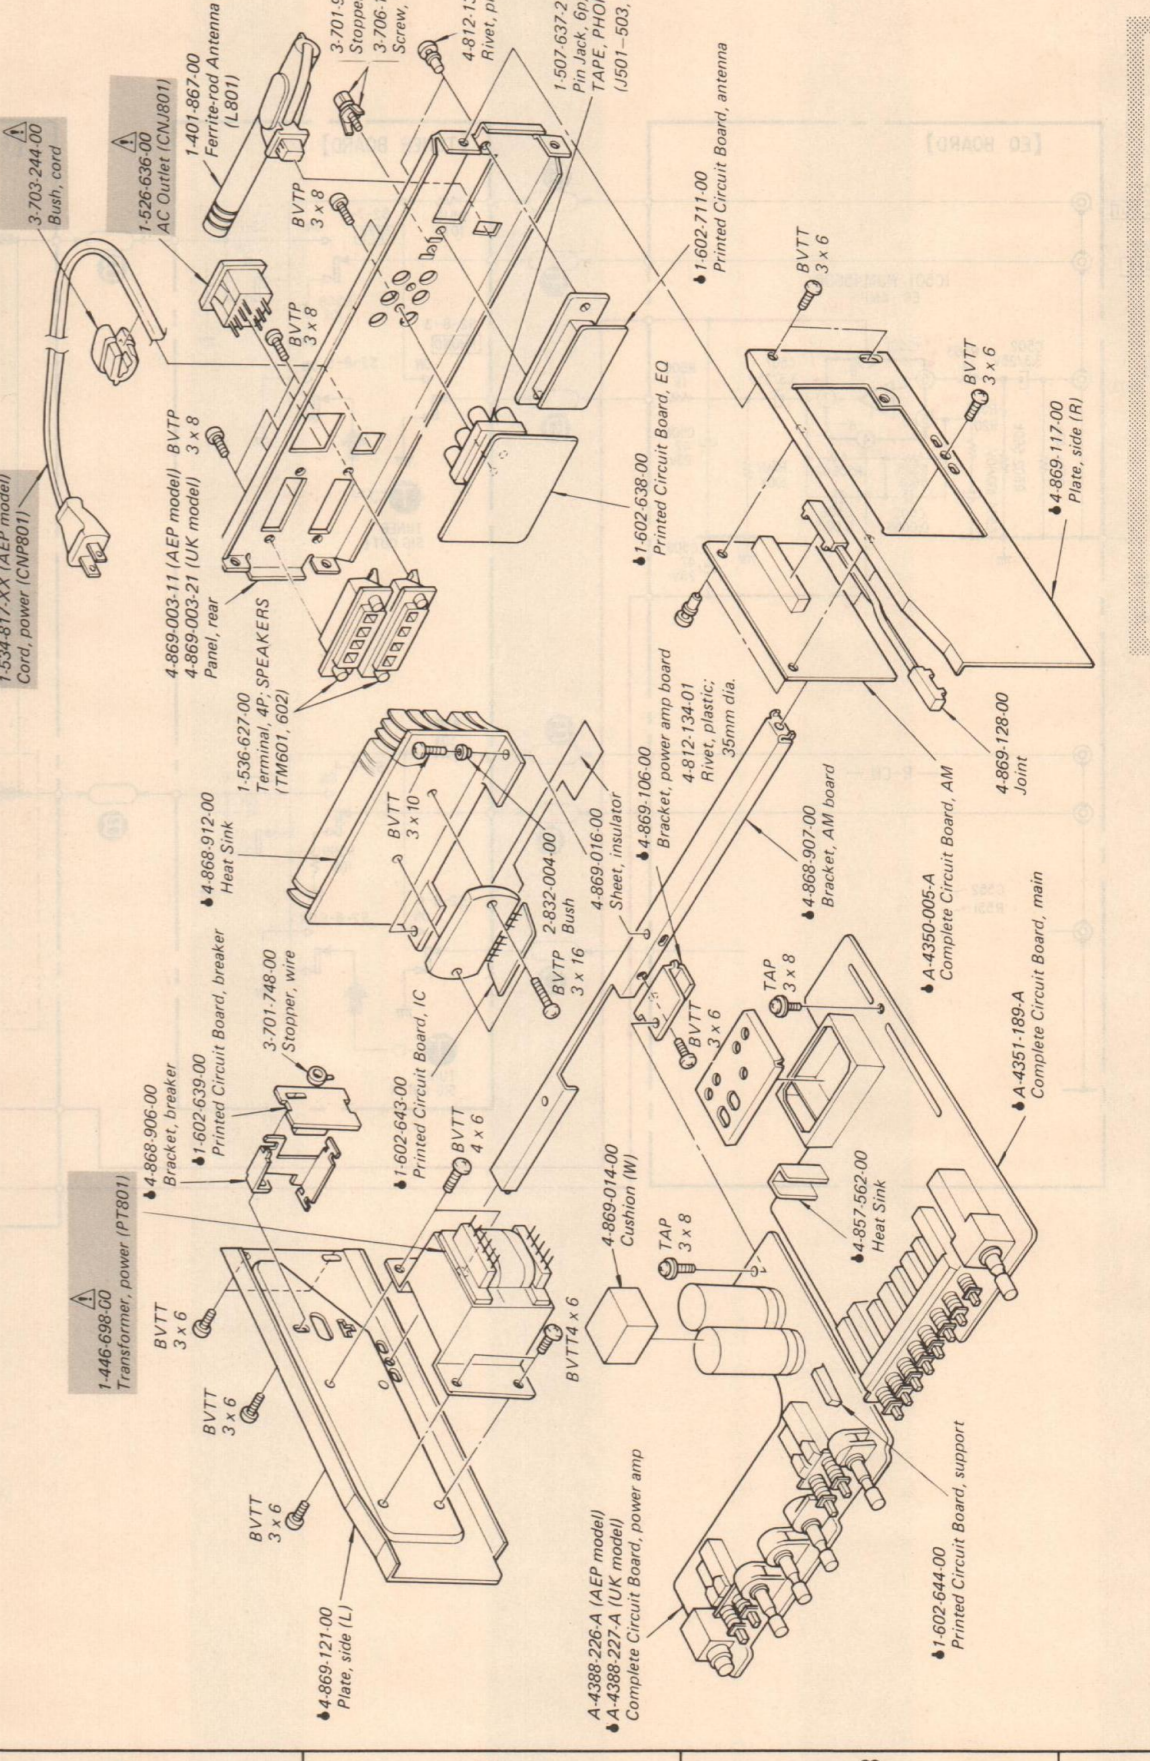 1-534-817-XX (AEP model)
Cord, power (CNP801)
3-703-244-00
Bush, cord
1-526-636-00
AC Outlet (CNJ801)
1-401-867-00
Ferrite-rod Antenna
(L801)
Screw,
Rivet,
Pin Jack, 6p,
TAPE,
(J501–503,
BVTP
3 x 8
BVTP
3 x 8
BVTP
3 x 8
4-869-003-11 (AEP model)
4-869-003-21 (UK model)
Panel, rear
1-536-627-00
Terminal, 4P; SPEAKERS
(TM601, 602)
1-602-711-00
Printed Circuit Board, antenna
1-602-638-00
Printed Circuit Board, EQ
BVTT
3 x 6
BVTT
3 x 6
4-869-117-00
Plate, side (R)
4-868-912-00
Heat Sink
BVTT
3 x 10
2-832-004-00
Bush
BVTP
3 x 16
4-869-016-00
Sheet, insulator
4-869-106-00
Bracket, power amp board
4-812-134-01
Rivet, plastic;
35mm dia.
4-869-128-00
Joint
4-868-907-00
Bracket, AM board
A-4350-005-A
Complete Circuit Board, AM
1-446-698-00
Transformer, power (PT801)
4-868-906-00
Bracket, breaker
1-602-639-00
Printed Circuit Board, breaker
3-701-748-00
Stopper, wire
1-602-643-00
Printed Circuit Board, IC
BVTT
4 x 6
BVTT
3 x 6
BVTT
3 x 6
BVTT
3 x 6
BVTT4 x 6
4-869-121-00
Plate, side (L)
BVTT
3 x 6
TAP
3 x 8
A-4351-189-A
Complete Circuit Board, main
4-869-014-00
Cushion (W)
TAP
3 x 8
4-857-562-00
Heat Sink
A-4388-226-A (AEP model)
A-4388-227-A (UK model)
Complete Circuit Board, power amp
1-602-644-00
Printed Circuit Board, support